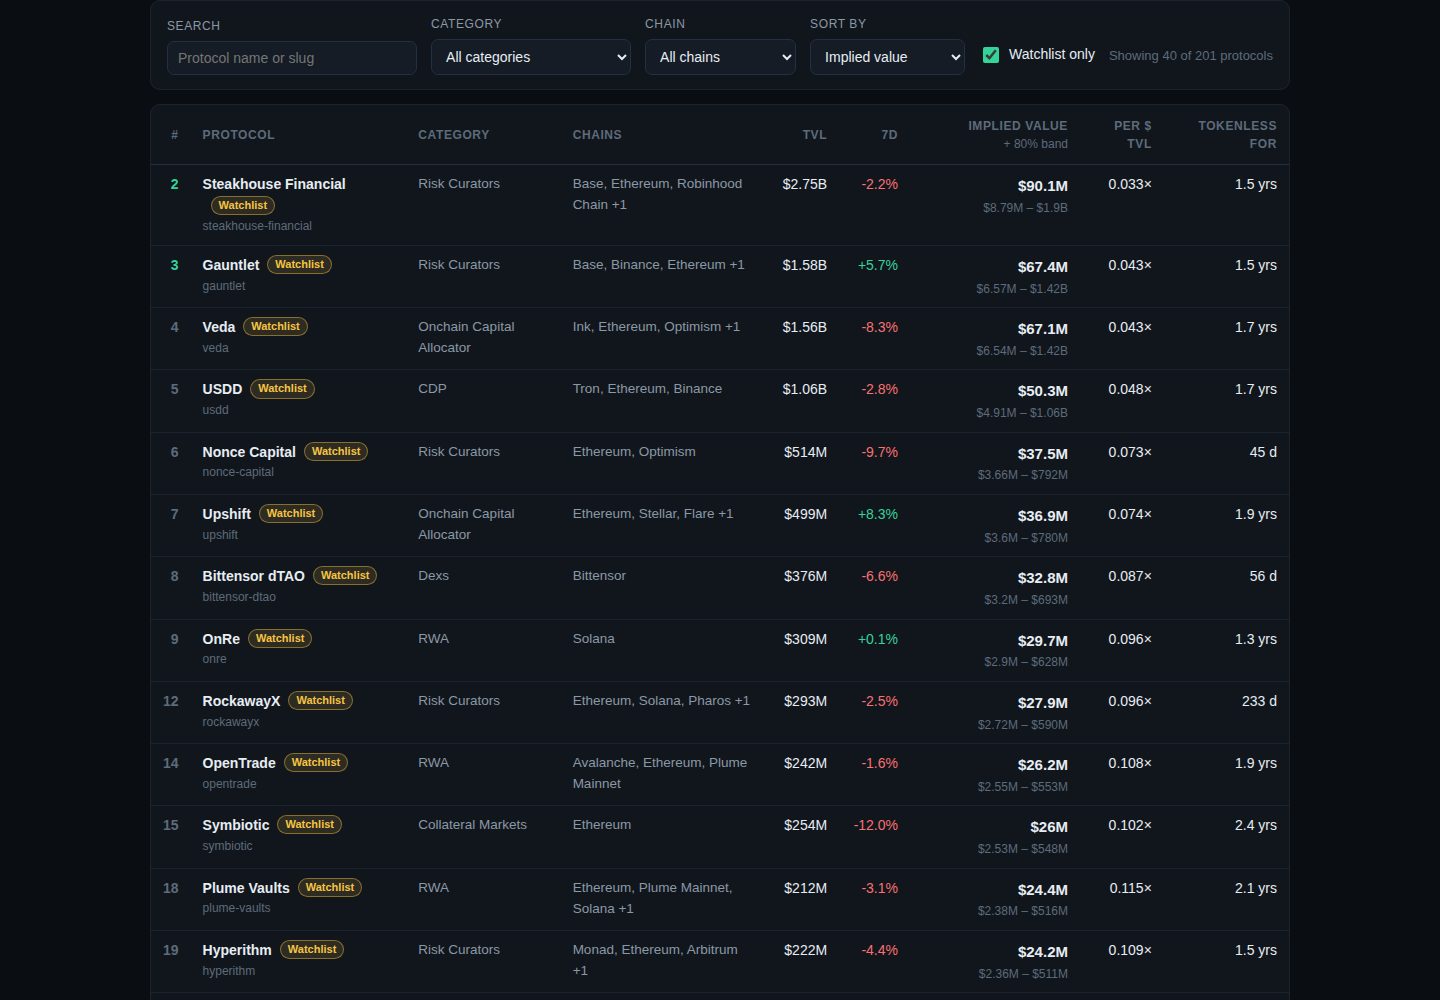 SEARCH
CATEGORY
CHAIN
SORT BY
Protocol name or slug
All categories
All chains
Implied value
Watchlist only
Showing 40 of 201 protocols
# PROTOCOL CATEGORY CHAINS TVL 7D IMPLIED VALUE PER $ TOKENLESS
+ 80% band TVL FOR
2 Steakhouse Financial Risk Curators Base, Ethereum, Robinhood $2.75B -2.2% $90.1M 0.033× 1.5 yrs
Watchlist Chain +1 $8.79M – $1.9B
steakhouse-financial
3 Gauntlet Watchlist Risk Curators Base, Binance, Ethereum +1 $1.58B +5.7% $67.4M 0.043× 1.5 yrs
gauntlet $6.57M – $1.42B
4 Veda Watchlist Onchain Capital Ink, Ethereum, Optimism +1 $1.56B -8.3% $67.1M 0.043× 1.7 yrs
veda Allocator $6.54M – $1.42B
5 USDD Watchlist CDP Tron, Ethereum, Binance $1.06B -2.8% $50.3M 0.048× 1.7 yrs
usdd $4.91M – $1.06B
6 Nonce Capital Watchlist Risk Curators Ethereum, Optimism $514M -9.7% $37.5M 0.073× 45 d
nonce-capital $3.66M – $792M
7 Upshift Watchlist Onchain Capital Ethereum, Stellar, Flare +1 $499M +8.3% $36.9M 0.074× 1.9 yrs
upshift Allocator $3.6M – $780M
8 Bittensor dTAO Watchlist Dexs Bittensor $376M -6.6% $32.8M 0.087× 56 d
bittensor-dtao $3.2M – $693M
9 OnRe Watchlist RWA Solana $309M +0.1% $29.7M 0.096× 1.3 yrs
onre $2.9M – $628M
12 RockawayX Watchlist Risk Curators Ethereum, Solana, Pharos +1 $293M -2.5% $27.9M 0.096× 233 d
rockawayx $2.72M – $590M
14 OpenTrade Watchlist RWA Avalanche, Ethereum, Plume $242M -1.6% $26.2M 0.108× 1.9 yrs
opentrade Mainnet $2.55M – $553M
15 Symbiotic Watchlist Collateral Markets Ethereum $254M -12.0% $26M 0.102× 2.4 yrs
symbiotic $2.53M – $548M
18 Plume Vaults Watchlist RWA Ethereum, Plume Mainnet, $212M -3.1% $24.4M 0.115× 2.1 yrs
plume-vaults Solana +1 $2.38M – $516M
19 Hyperithm Watchlist Risk Curators Monad, Ethereum, Arbitrum $222M -4.4% $24.2M 0.109× 1.5 yrs
hyperithm +1 $2.36M – $511M